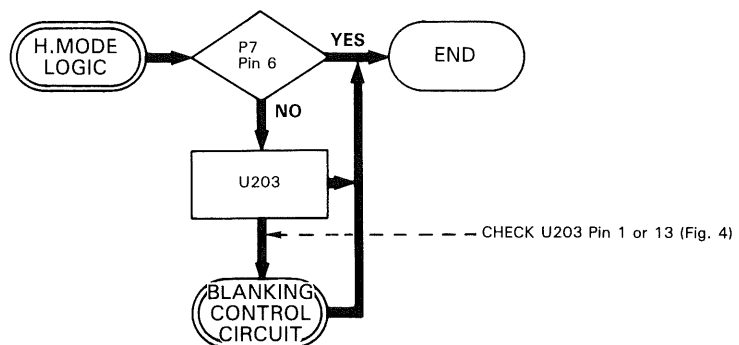 H.MODE
LOGIC
P7
Pin 6
YES
END
NO
U203
CHECK U203 Pin 1 or 13 (Fig. 4)
BLANKING
CONTROL
CIRCUIT